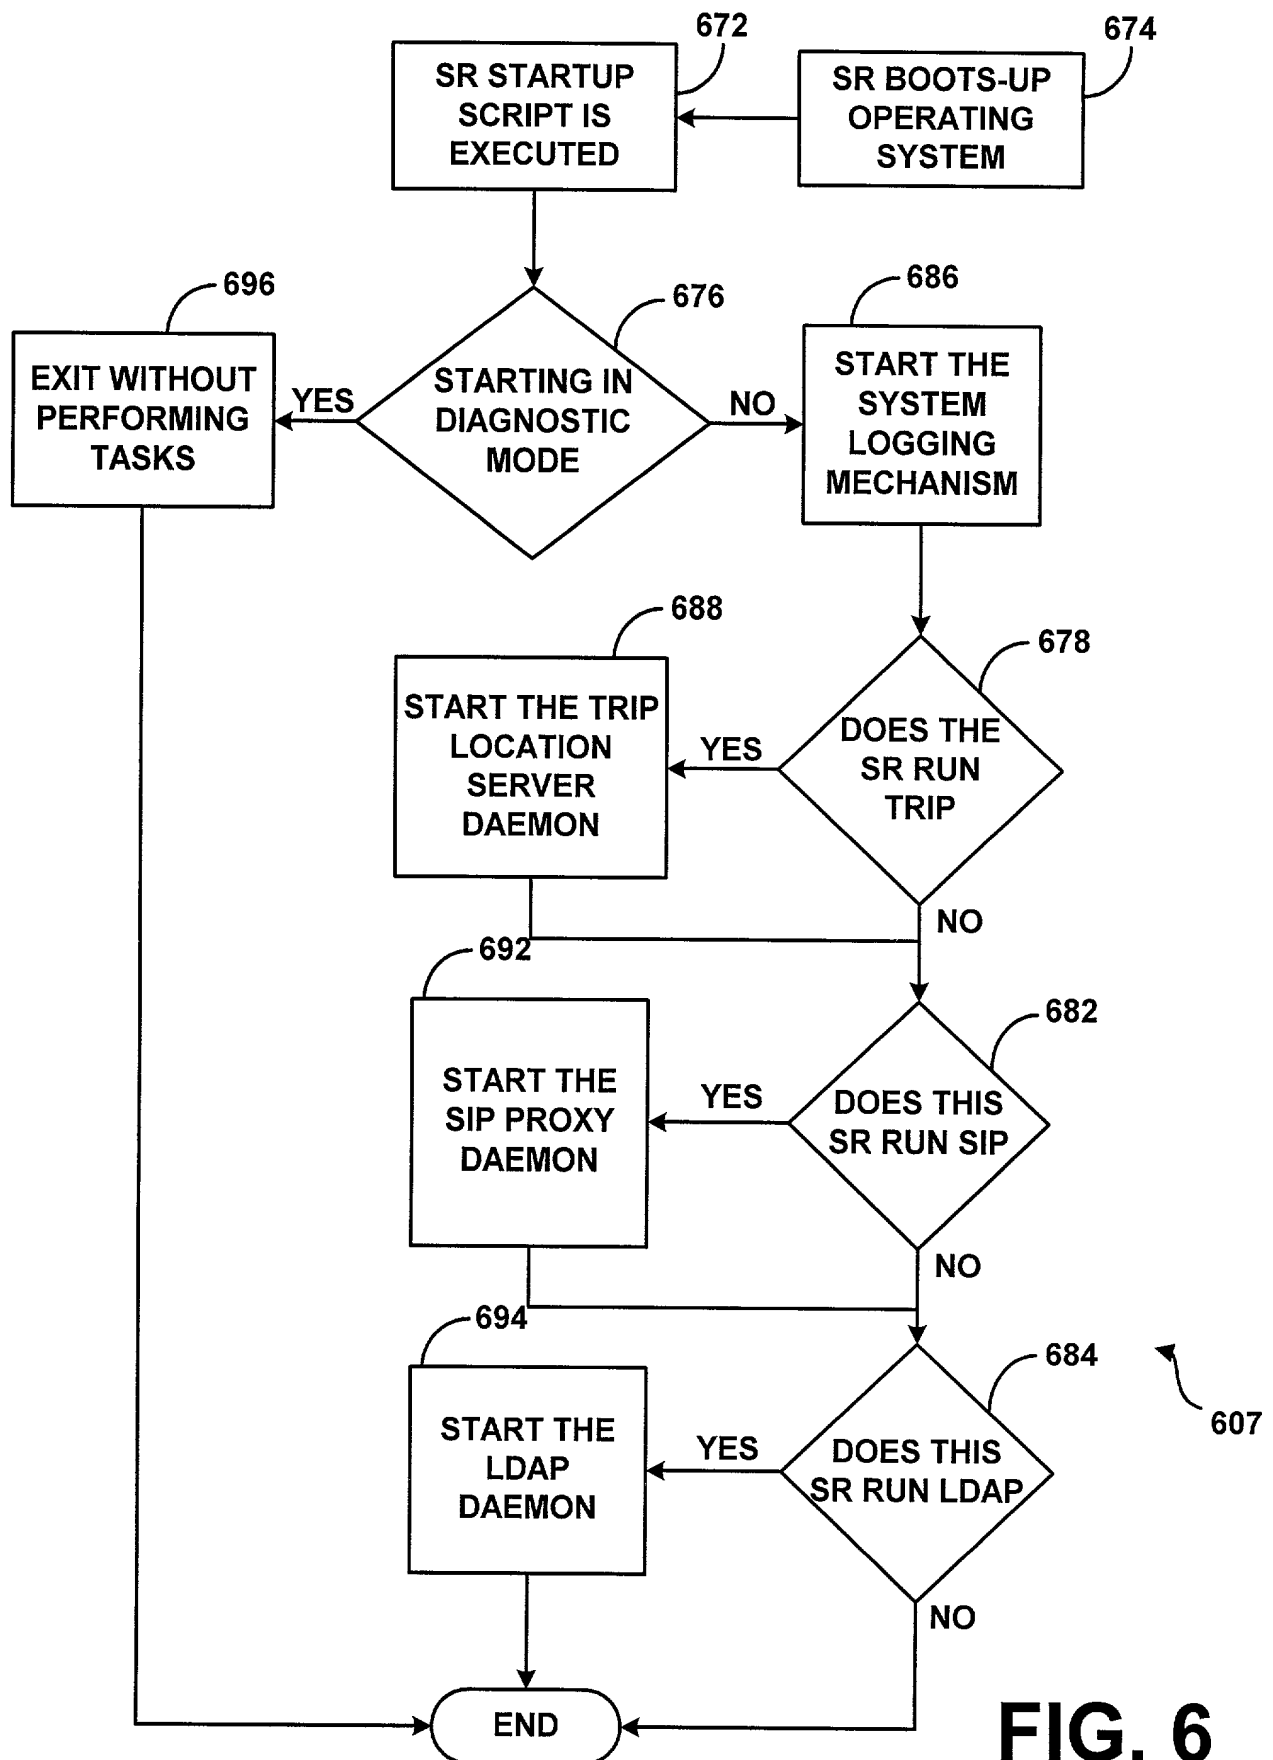 672
SR STARTUP
SCRIPT IS
EXECUTED
674
SR BOOTS-UP
OPERATING
SYSTEM
696
EXIT WITHOUT
PERFORMING
TASKS
YES
676
STARTING IN
DIAGNOSTIC
MODE
NO
686
START THE
SYSTEM
LOGGING
MECHANISM
688
START THE TRIP
LOCATION
SERVER
DAEMON
YES
678
DOES THE
SR RUN
TRIP
NO
692
START THE
SIP PROXY
DAEMON
YES
682
DOES THIS
SR RUN SIP
NO
694
START THE
LDAP
DAEMON
YES
684
DOES THIS
SR RUN LDAP
NO
607
END
FIG. 6